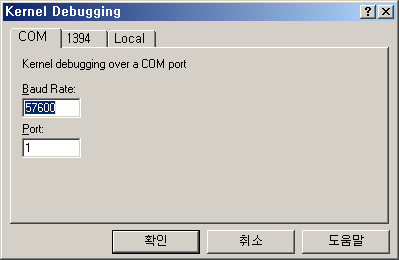 Kernel Debugging
COM 1394 Local
Kernel debugging over a COM port
Baud Rate:
57600
Port:
1
확인 취소 도움말